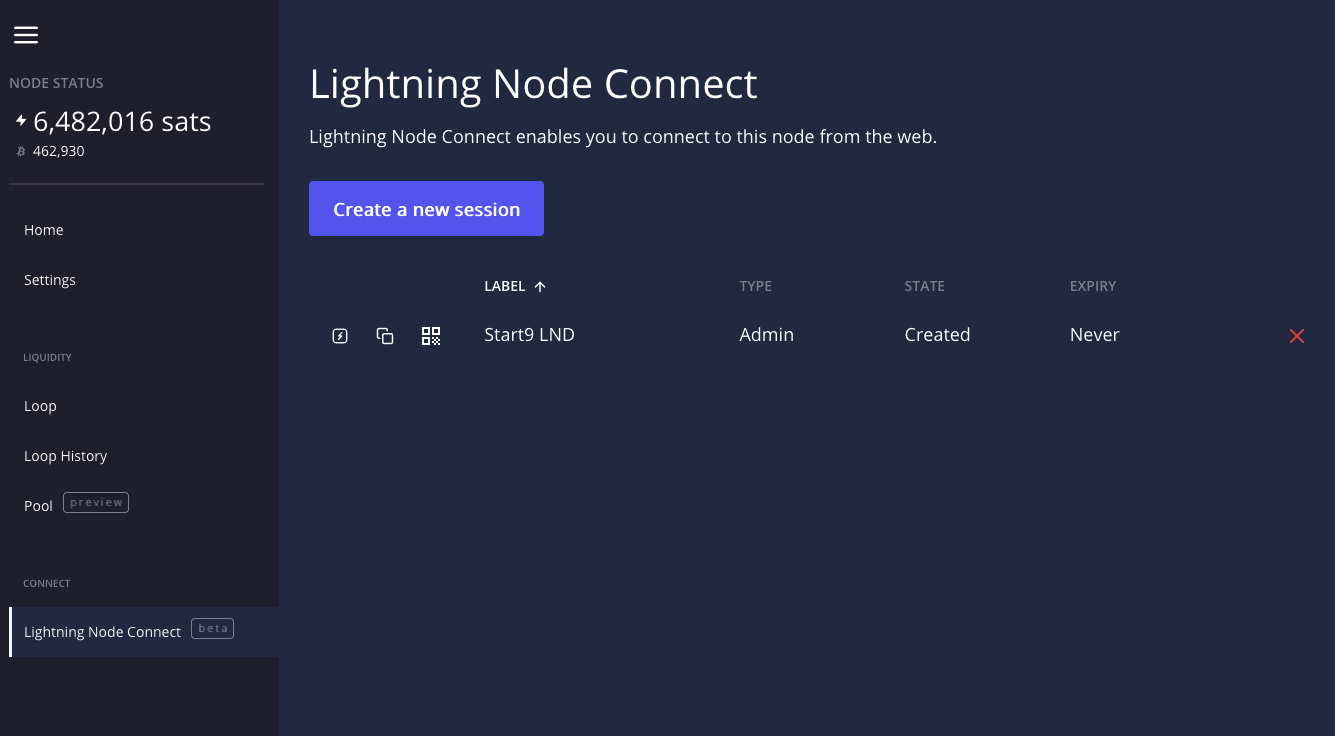 NODE STATUS
6,482,016 sats
462,930
Home
Settings
LIQUIDITY
Loop
Loop History
Pool preview
CONNECT
Lightning Node Connect beta
Lightning Node Connect
Lightning Node Connect enables you to connect to this node from the web.
Create a new session
LABEL TYPE STATE EXPIRY
Start9 LND Admin Created Never